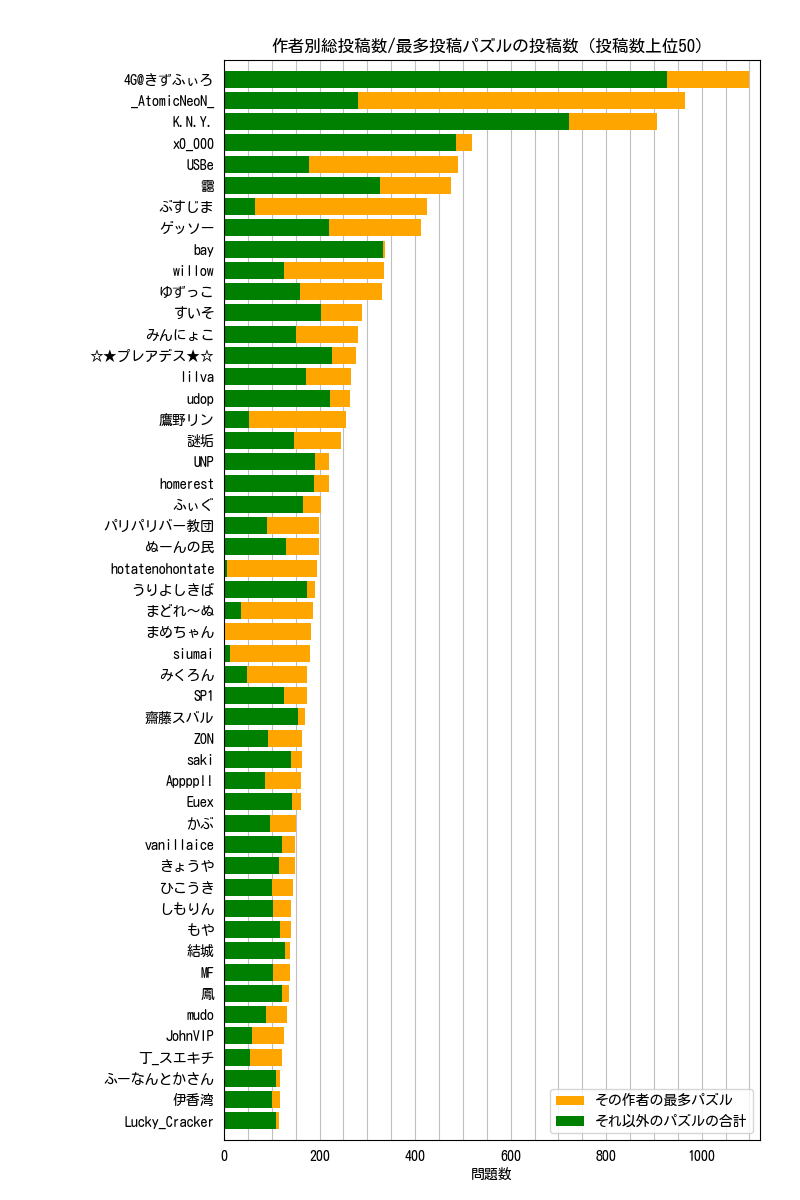 作者別総投稿数/最多投稿パズルの投稿数 (投稿数上位50)
4G@きずふぃろ
_AtomicNeoN_
K.N.Y.
x0_000
USBe
ぶすじま
ゲッソー
bay
willow
ゆずっこ
すいそ
みんにょこ
☆★プレアデス★☆
lilva
udop
鷹野リン
謎垢
UNP
homerest
ふぃぐ
パリパリバー教団
ぬーんの民
hotatenohontate
うりよしきば
まどれ～ぬ
まめちゃん
siumai
みくろん
SP1
齋藤スバル
ZON
saki
Appppll
Euex
かぶ
vanillaice
きょうや
ひこうき
しもりん
もや
結城
MF
鳳
mudo
JohnVIP
丁_スエキチ
ふーなんとかさん
伊香湾
Lucky_Cracker
その作者の最多パズル
それ以外のパズルの合計
0 200 400 600 800 1000
問題数